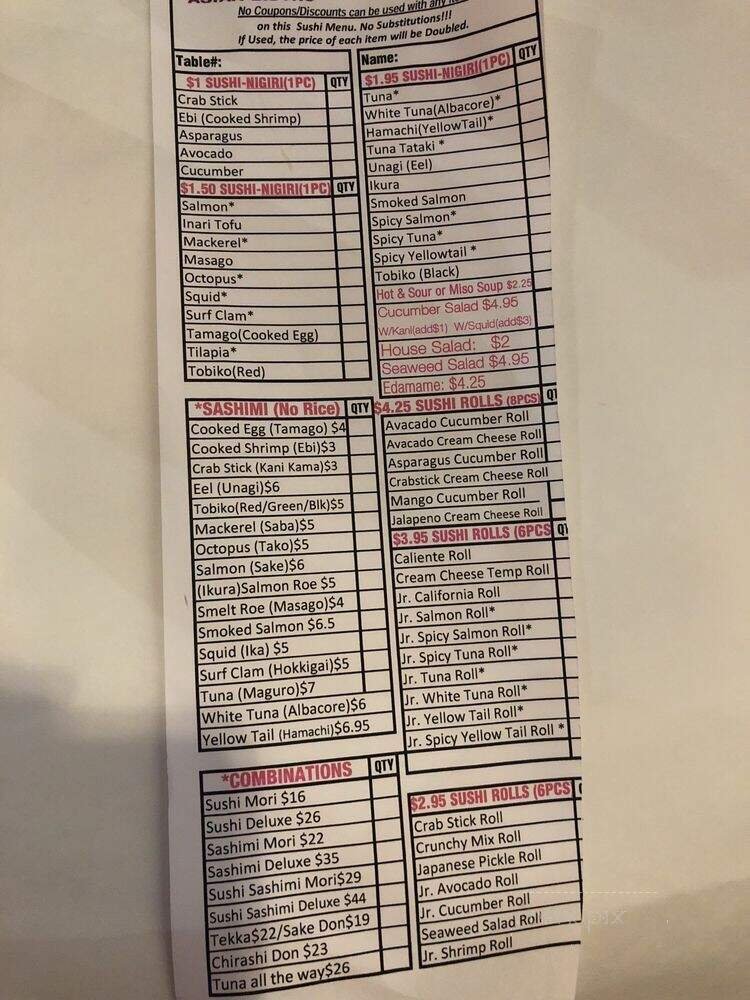 No Coupons/Discounts can be used with any
on this Sushi Menu. No Substitutions!!!
If Used, the price of each item will be Doubled.
Table#:
$1 SUSHI-NIGIRI(1PC) QTY
Crab Stick
Ebi (Cooked Shrimp)
Asparagus
Avocado
Cucumber
$1.50 SUSHI-NIGIRI(1PC) QTY
Salmon*
Inari Tofu
Mackerel*
Masago
Octopus*
Squid*
Surf Clam*
Tamago(Cooked Egg)
Tilapia*
Tobiko(Red)
Name:
$1.95 SUSHI-NIGIRI(1PC) QTY
Tuna*
White Tuna(Albacore)*
Hamachi(YellowTail)*
Tuna Tataki *
Unagi (Eel)
Ikura
Smoked Salmon
Spicy Salmon*
Spicy Tuna*
Spicy Yellowtail *
Tobiko (Black)
Hot & Sour or Miso Soup $2.25
Cucumber Salad $4.95
W/Kani(add$1) W/Squid(add$3)
House Salad: $2
Seaweed Salad $4.95
Edamame: $4.25
*SASHIMI (No Rice) QTY
Cooked Egg (Tamago) $4
Cooked Shrimp (Ebi)$3
Crab Stick (Kani Kama)$3
Eel (Unagi)$6
Tobiko(Red/Green/Blk)$5
Mackerel (Saba)$5
Octopus (Tako)$5
Salmon (Sake)$6
(Ikura)Salmon Roe $5
Smelt Roe (Masago)$4
Smoked Salmon $6.5
Squid (Ika) $5
Surf Clam (Hokkigai)$5
Tuna (Maguro)$7
White Tuna (Albacore)$6
Yellow Tail (Hamachi)$6.95
$4.25 SUSHI ROLLS (8PCS)
Avacado Cucumber Roll
Avacado Cream Cheese Roll
Asparagus Cucumber Roll
Crabstick Cream Cheese Roll
Mango Cucumber Roll
Jalapeno Cream Cheese Roll
$3.95 SUSHI ROLLS (6PCS
Caliente Roll
Cream Cheese Temp Roll
Jr. California Roll
Jr. Salmon Roll*
Jr. Spicy Salmon Roll*
Jr. Spicy Tuna Roll*
Jr. Tuna Roll*
Jr. White Tuna Roll*
Jr. Yellow Tail Roll*
Jr. Spicy Yellow Tail Roll *
*COMBINATIONS QTY
Sushi Mori $16
Sushi Deluxe $26
Sashimi Mori $22
Sashimi Deluxe $35
Sushi Sashimi Mori$29
Sushi Sashimi Deluxe $44
Tekka$22/Sake Don$19
Chirashi Don $23
Tuna all the way$26
$2.95 SUSHI ROLLS (6PCS
Crab Stick Roll
Crunchy Mix Roll
Japanese Pickle Roll
Jr. Avocado Roll
Jr. Cucumber Roll
Seaweed Salad Roll
Jr. Shrimp Roll